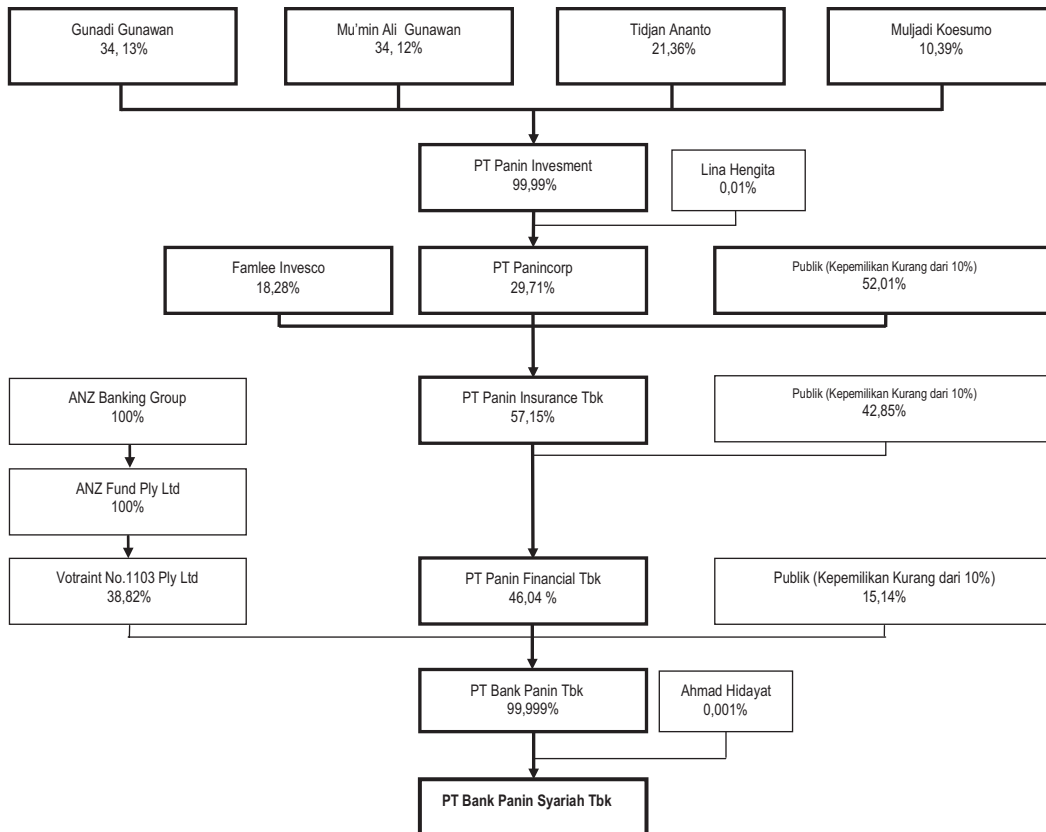 Gunadi Gunawan
34, 13%
Mu'min Ali Gunawan
34, 12%
Tidjan Ananto
21,36%
Muljadi Koesumo
10,39%
PT Panin Invesment
99,99%
Lina Hengita
0,01%
Famlee Invesco
18,28%
PT Panincorp
29,71%
Publik (Kepemilikan Kurang dari 10%)
52,01%
ANZ Banking Group
100%
PT Panin Insurance Tbk
57,15%
Publik (Kepemilikan Kurang dari 10%)
42,85%
ANZ Fund Ply Ltd
100%
Votraint No.1103 Ply Ltd
38,82%
PT Panin Financial Tbk
46,04 %
Publik (Kepemilikan Kurang dari 10%)
15,14%
PT Bank Panin Tbk
99,999%
Ahmad Hidayat
0,001%
PT Bank Panin Syariah Tbk